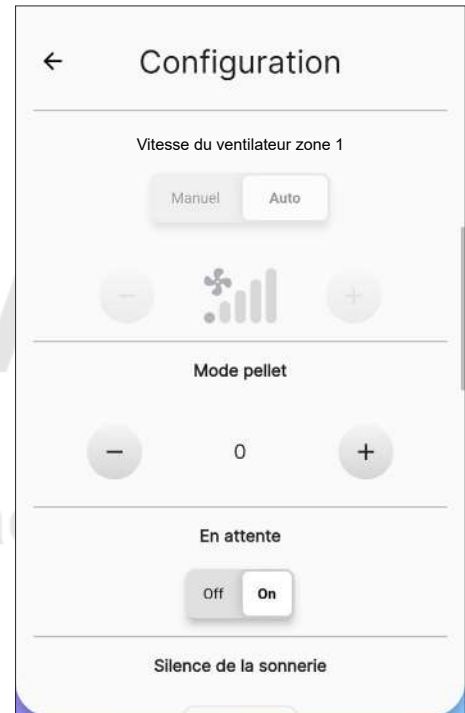 Configuration
Vitesse du ventilateur zone 1
Manuel Auto
Mode pellet
0
En attente
Off On
Silence de la sonnerie